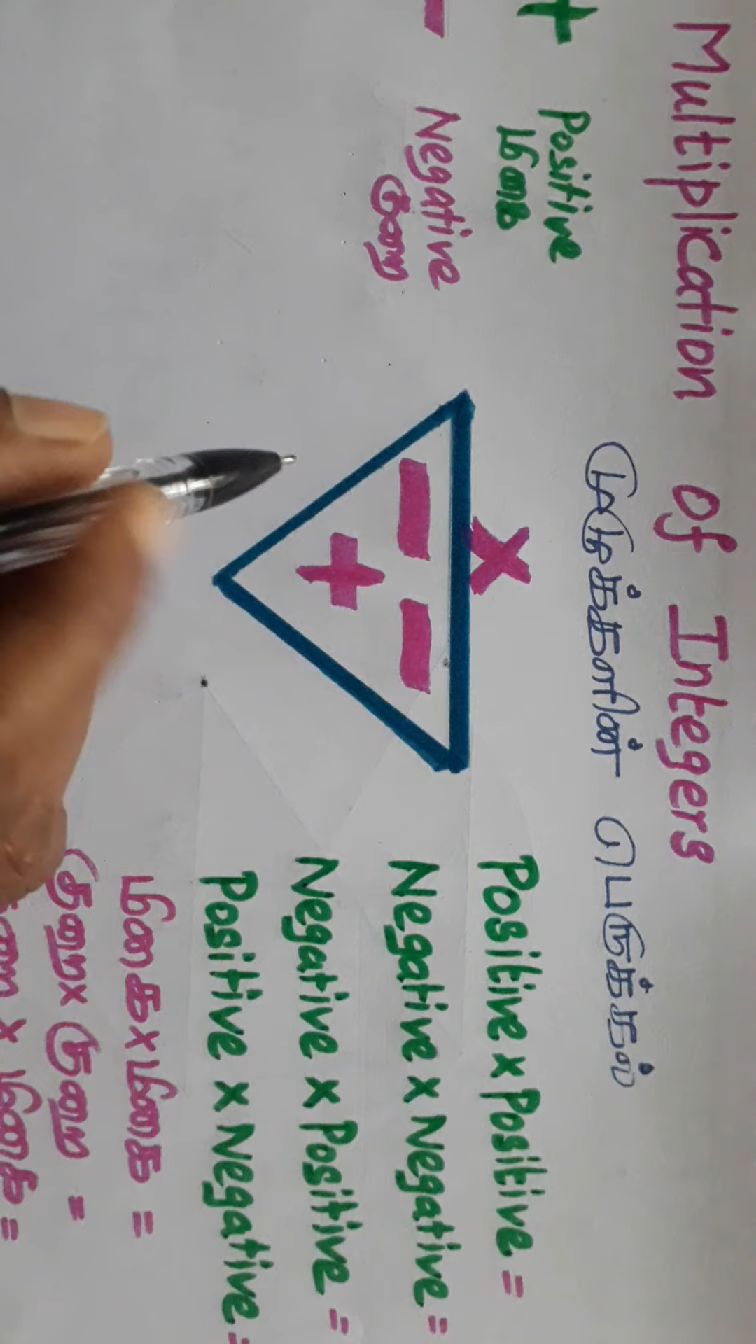 Multiplication of Integers
முழுக்களின் பெருக்கல்
+ Positive
மிகை
- Negative
குறை
×
- -
+
Positive x Positive =
Negative x Negative =
Negative x Positive =
Positive x Negative =
மிகை x மிகை =
குறை x குறை =
குறை x மிகை =